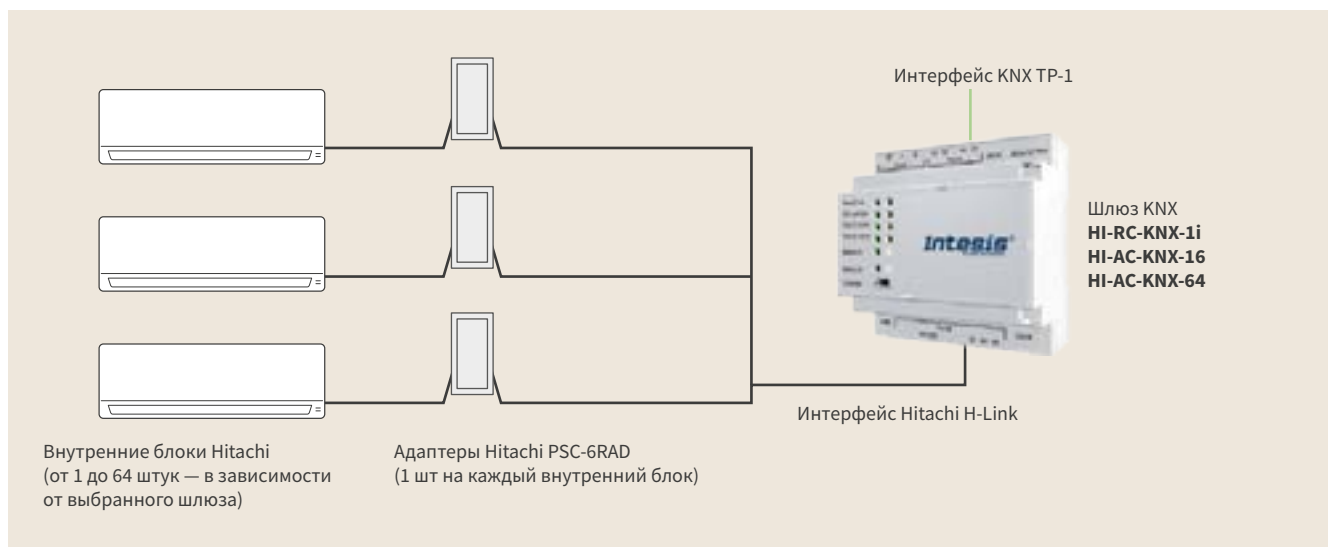 Интерфейс KNX TP-1
intesis
Шлюз KNX
HI-RC-KNX-1i
HI-AC-KNX-16
HI-AC-KNX-64
Интерфейс Hitachi H-Link
Внутренние блоки Hitachi
(от 1 до 64 штук — в зависимости
от выбранного шлюза)
Адаптеры Hitachi PSC-6RAD
(1 шт на каждый внутренний блок)